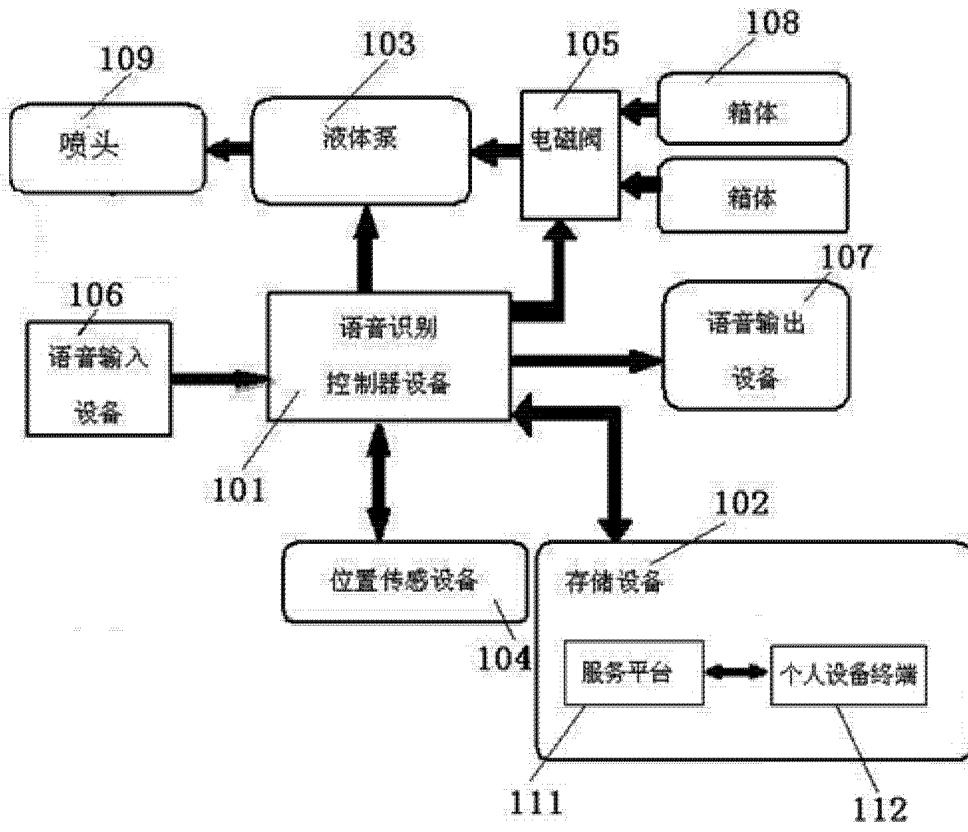 109
103
105
108
喷头
液体泵
电磁阀
箱体
箱体
106
107
语音输入
设备
语音识别
控制器设备
语音输出
设备
101
102
位置传感设备
104
存储设备
服务平台
个人设备终端
111
112